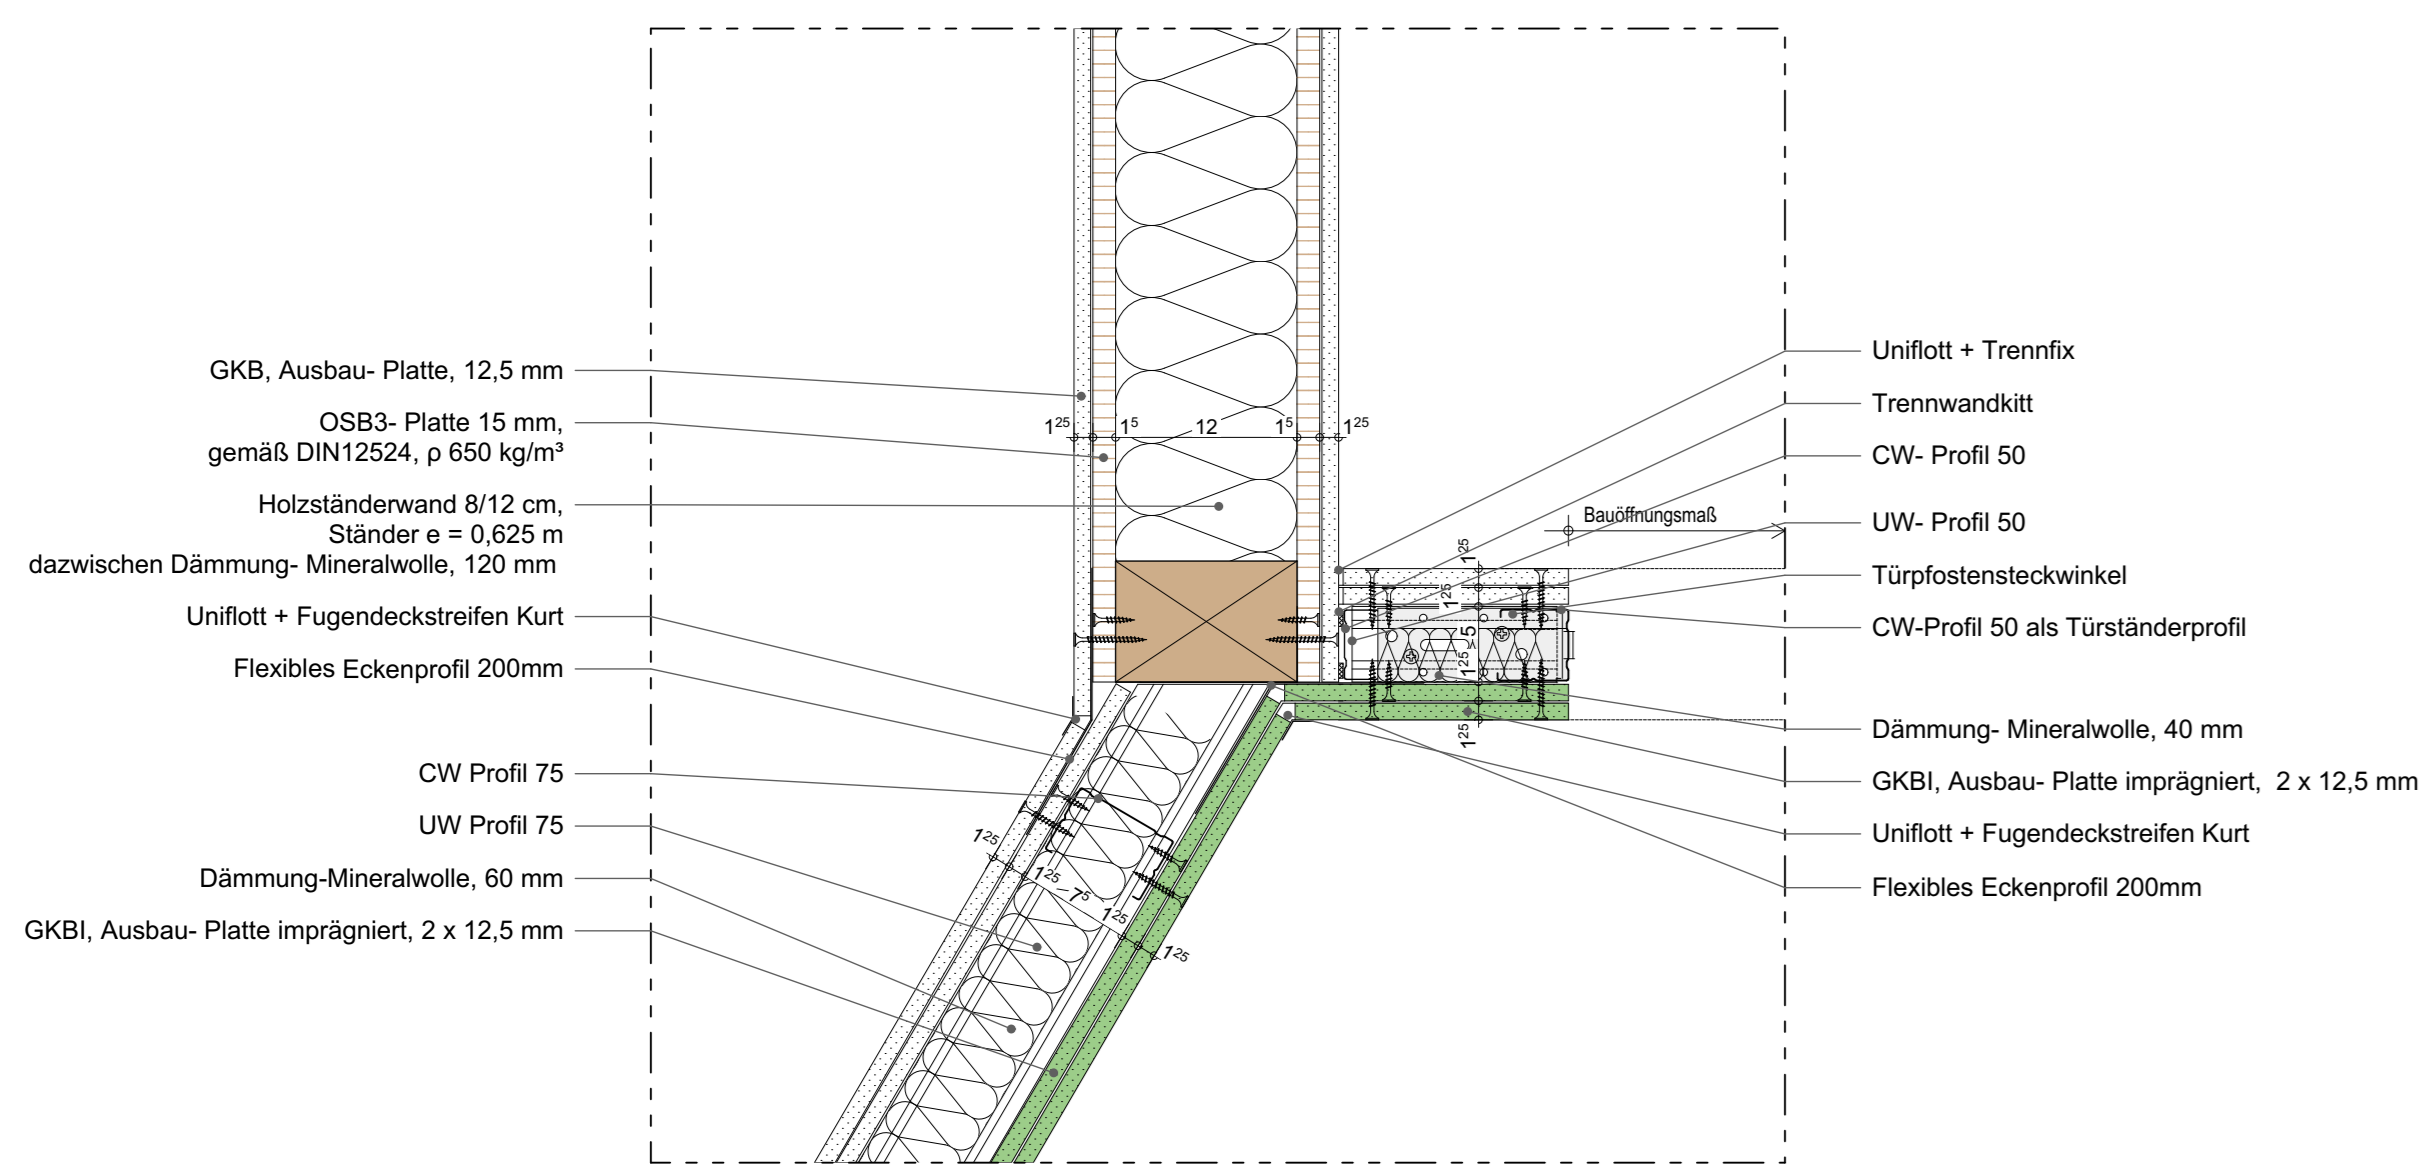 GKB, Ausbau- Platte, 12,5 mm
OSB3- Platte 15 mm,
gemäß DIN12524, ρ 650 kg/m³
Holzständerwand 8/12 cm,
Ständer e = 0,625 m
dazwischen Dämmung- Mineralwolle, 120 mm
Uniflott + Fugendeckstreifen Kurt
Flexibles Eckenprofil 200mm
CW Profil 75
UW Profil 75
Dämmung-Mineralwolle, 60 mm
GKBI, Ausbau- Platte imprägniert, 2 x 12,5 mm
1²⁵ 1⁵ 12 1⁵ 1²⁵
Bauöffnungsmaß
1²⁵
1²⁵
≥5
1²⁵
1²⁵
1²⁵
1²⁵
7⁵
1²⁵
1²⁵
Uniflott + Trennfix
Trennwandkitt
CW- Profil 50
UW- Profil 50
Türpfostensteckwinkel
CW-Profil 50 als Türständerprofil
Dämmung- Mineralwolle, 40 mm
GKBI, Ausbau- Platte imprägniert, 2 x 12,5 mm
Uniflott + Fugendeckstreifen Kurt
Flexibles Eckenprofil 200mm